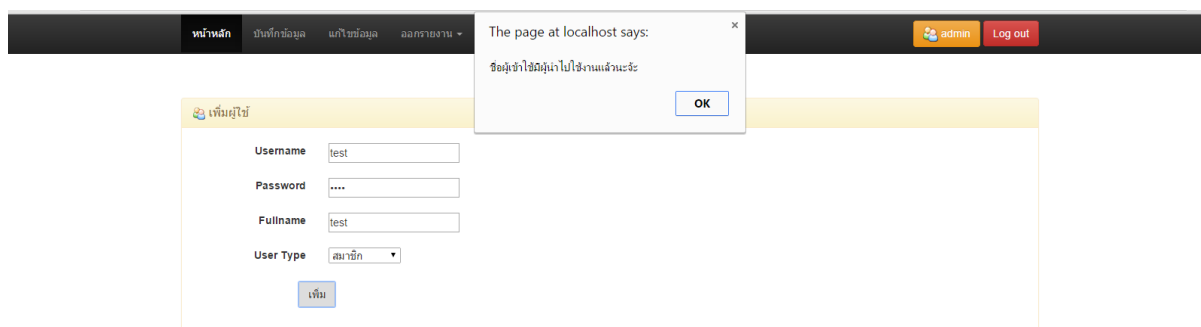 หน้าหลัก บันทึกข้อมูล แก้ไขข้อมูล ออกรายงาน admin Log out
The page at localhost says:
ชื่อผู้เข้าใช้มีผู้นำไปใช้งานแล้วนะจ้ะ
OK
เพิ่มผู้ใช้
Username test
Password ••••
Fullname test
User Type สมาชิก
เพิ่ม